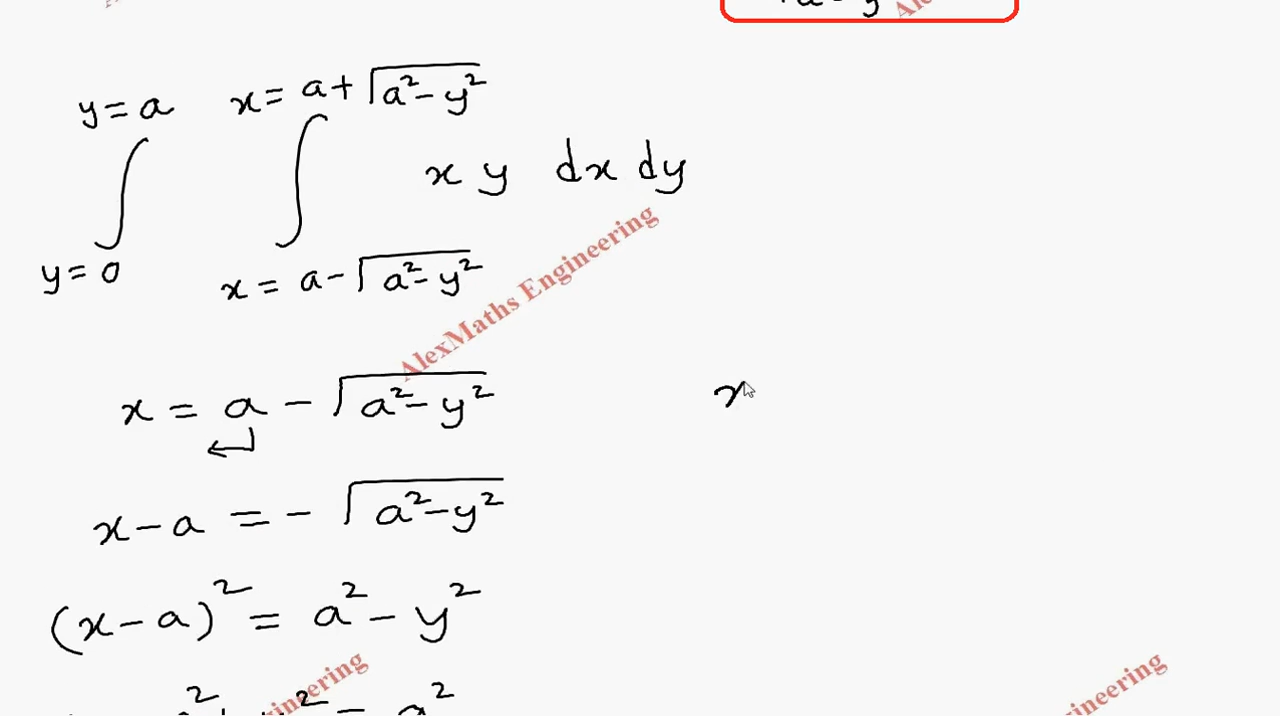 y = a x = a + √a² − y²
∫ ∫ x y dx dy
y = 0 x = a − √a² − y²
AlexMaths Engineering
x = a − √a² − y²
x
x − a = − √a² − y²
(x − a)² = a² − y²